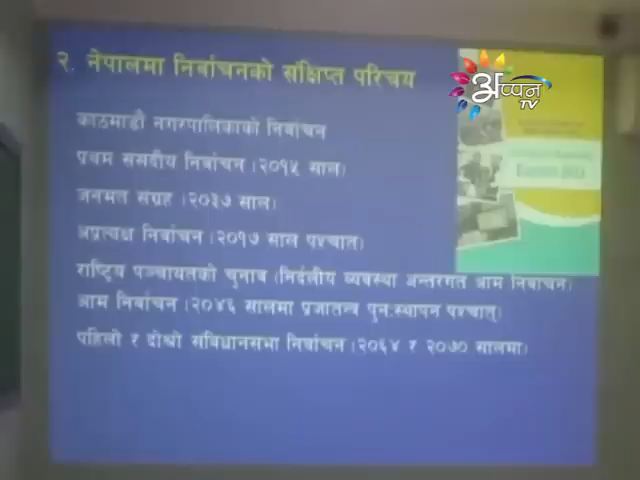 २. नेपालमा निर्वाचनको संक्षिप्त परिचय
अप्पन
TV
काठमाडौ नगरपालिकाको निर्वाचन
प्रथम संसदीय निर्वाचन (२०१५ साल)
जनमत संग्रह (२०३७ साल)
अप्रत्यक्ष निर्वाचन (२०१७ साल पश्चात)
राष्ट्रिय पञ्चायतको चुनाव (निर्दलीय व्यवस्था अन्तरगत आम निर्वाचन)
आम निर्वाचन (२०४६ सालमा प्रजातन्त्र पुनःस्थापन पश्चात्)
पहिलो र दोश्रो संविधानसभा निर्वाचन (२०६४ र २०७० सालमा)